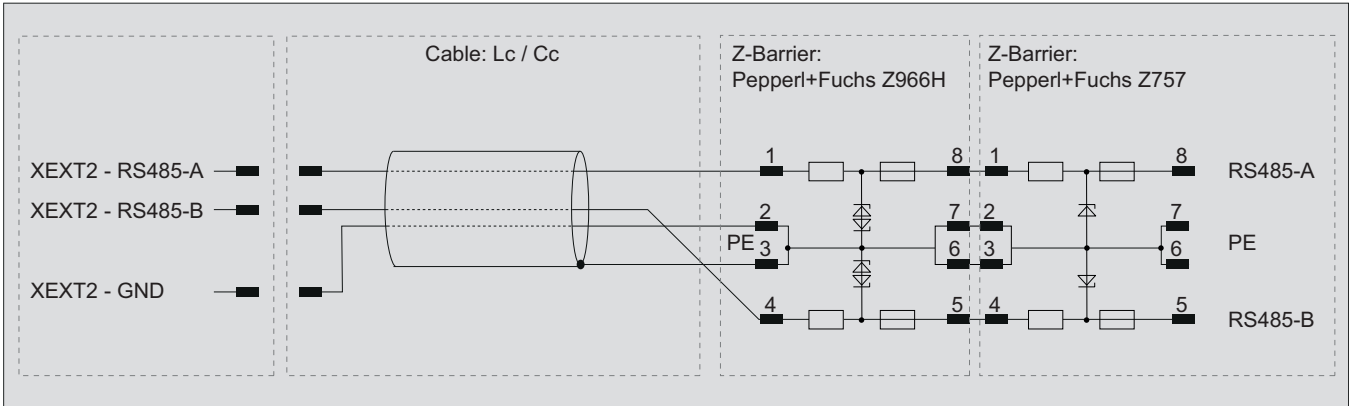 Cable: Lc / Cc
Z-Barrier:
Pepperl+Fuchs Z966H
Z-Barrier:
Pepperl+Fuchs Z757
XEXT2 - RS485-A
1
8
1
8
RS485-A
XEXT2 - RS485-B
2
7
2
7
PE
3
6
3
6
PE
XEXT2 - GND
4
5
4
5
RS485-B